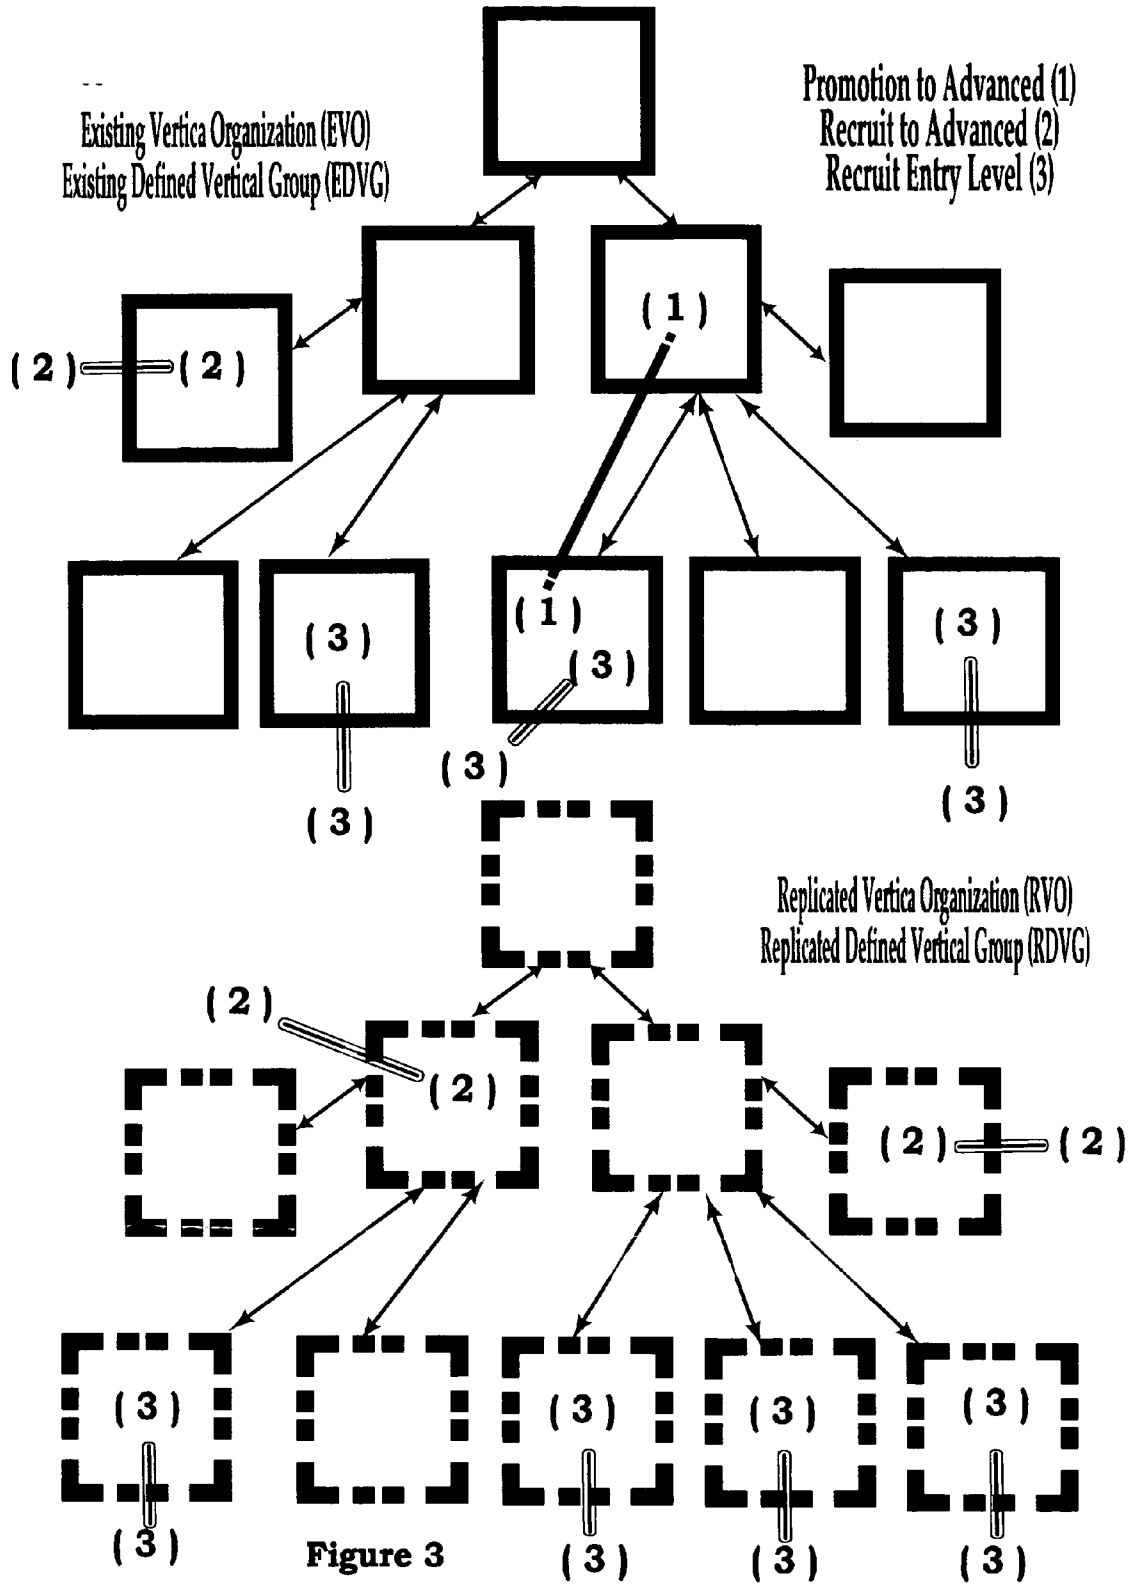 Promotion to Advanced (1)
Existing Vertica Organization (EVO)
Recruit to Advanced (2)
Existing Defined Vertical Group (EDVG)
Recruit Entry Level (3)
( 1 )
( 2 )
( 2 )
( 1 )
( 3 )
( 3 )
( 3 )
( 3 )
( 3 )
( 3 )
Replicated Vertica Organization (RVO)
Replicated Defined Vertical Group (RDVG)
( 2 )
( 2 )
( 2 )
( 2 )
( 3 )
( 3 )
( 3 )
( 3 )
( 3 )
Figure 3
( 3 )
( 3 )
( 3 )